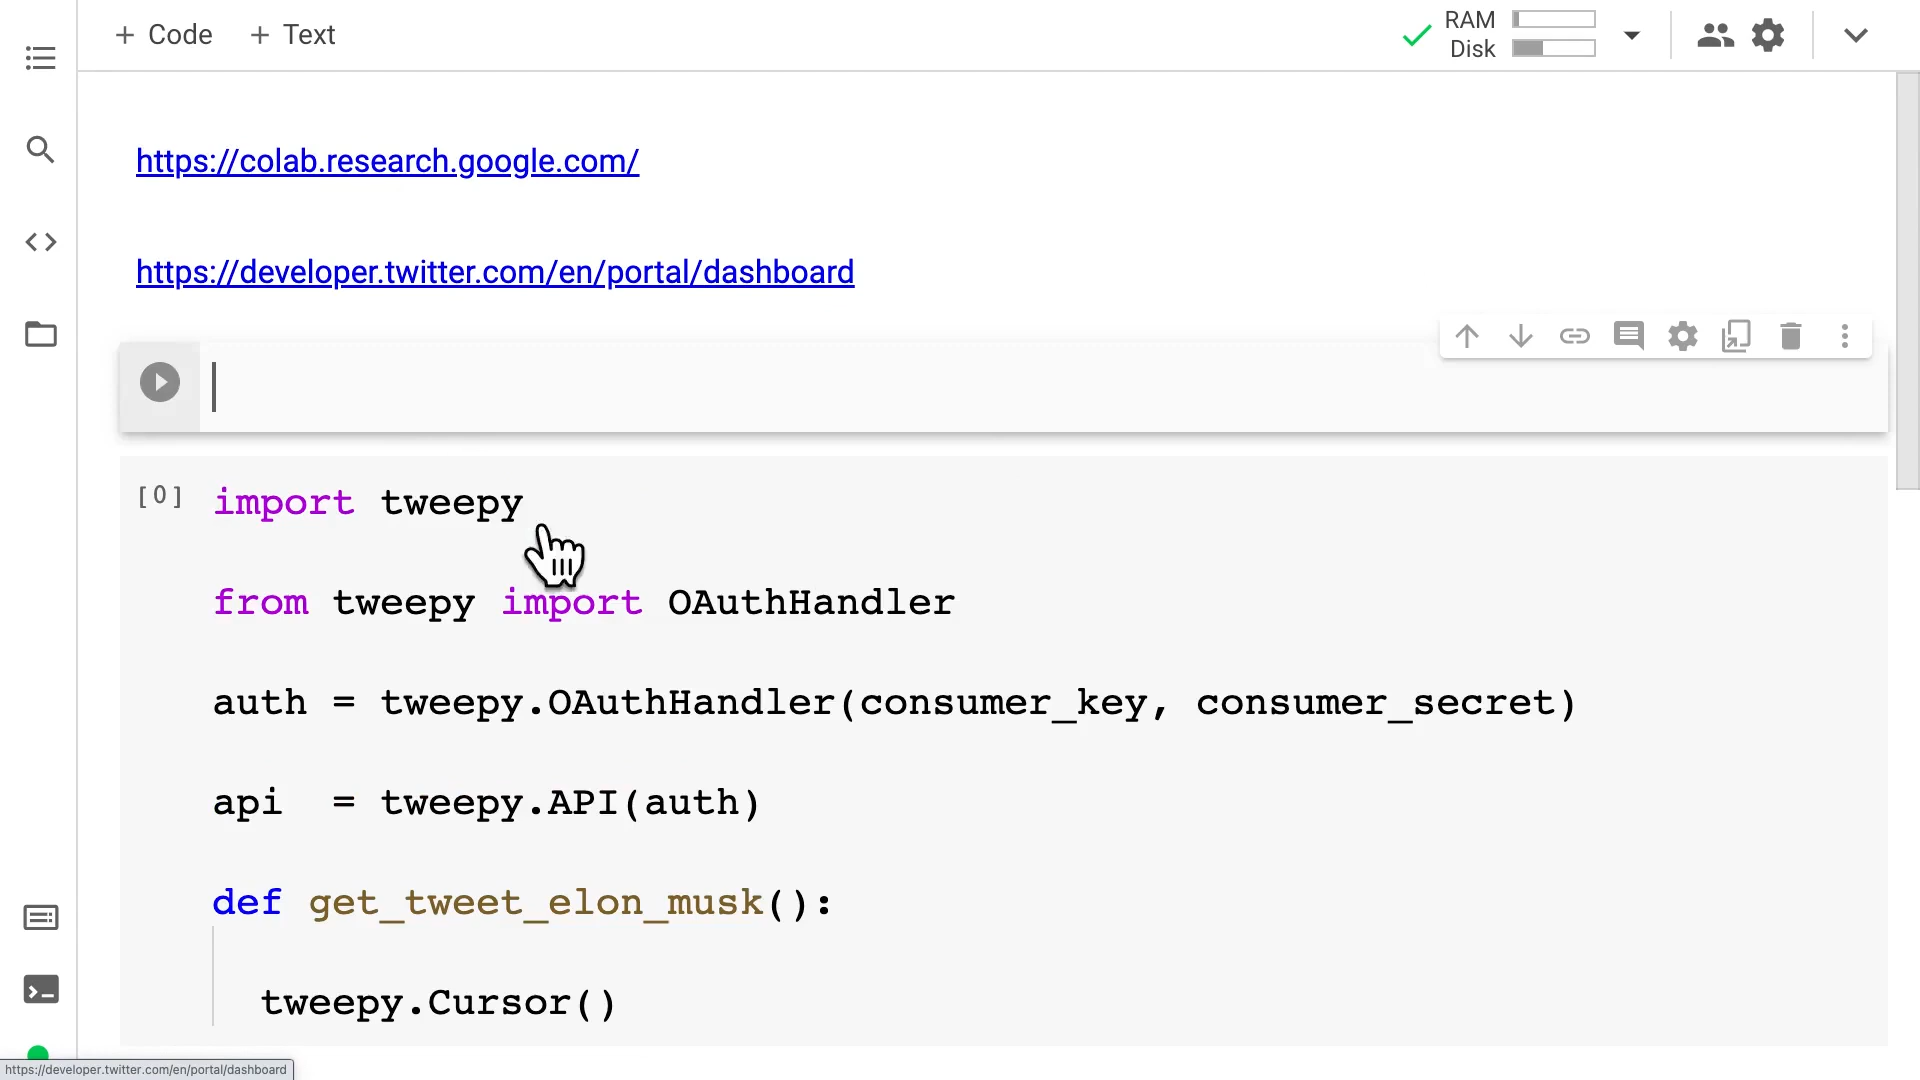 + Code + Text
RAM
Disk
https://colab.research.google.com/
https://developer.twitter.com/en/portal/dashboard
[0]
import tweepy
from tweepy import OAuthHandler
auth = tweepy.OAuthHandler(consumer_key, consumer_secret)
api  = tweepy.API(auth)
def get_tweet_elon_musk():
  tweepy.Cursor()
https://developer.twitter.com/en/portal/dashboard